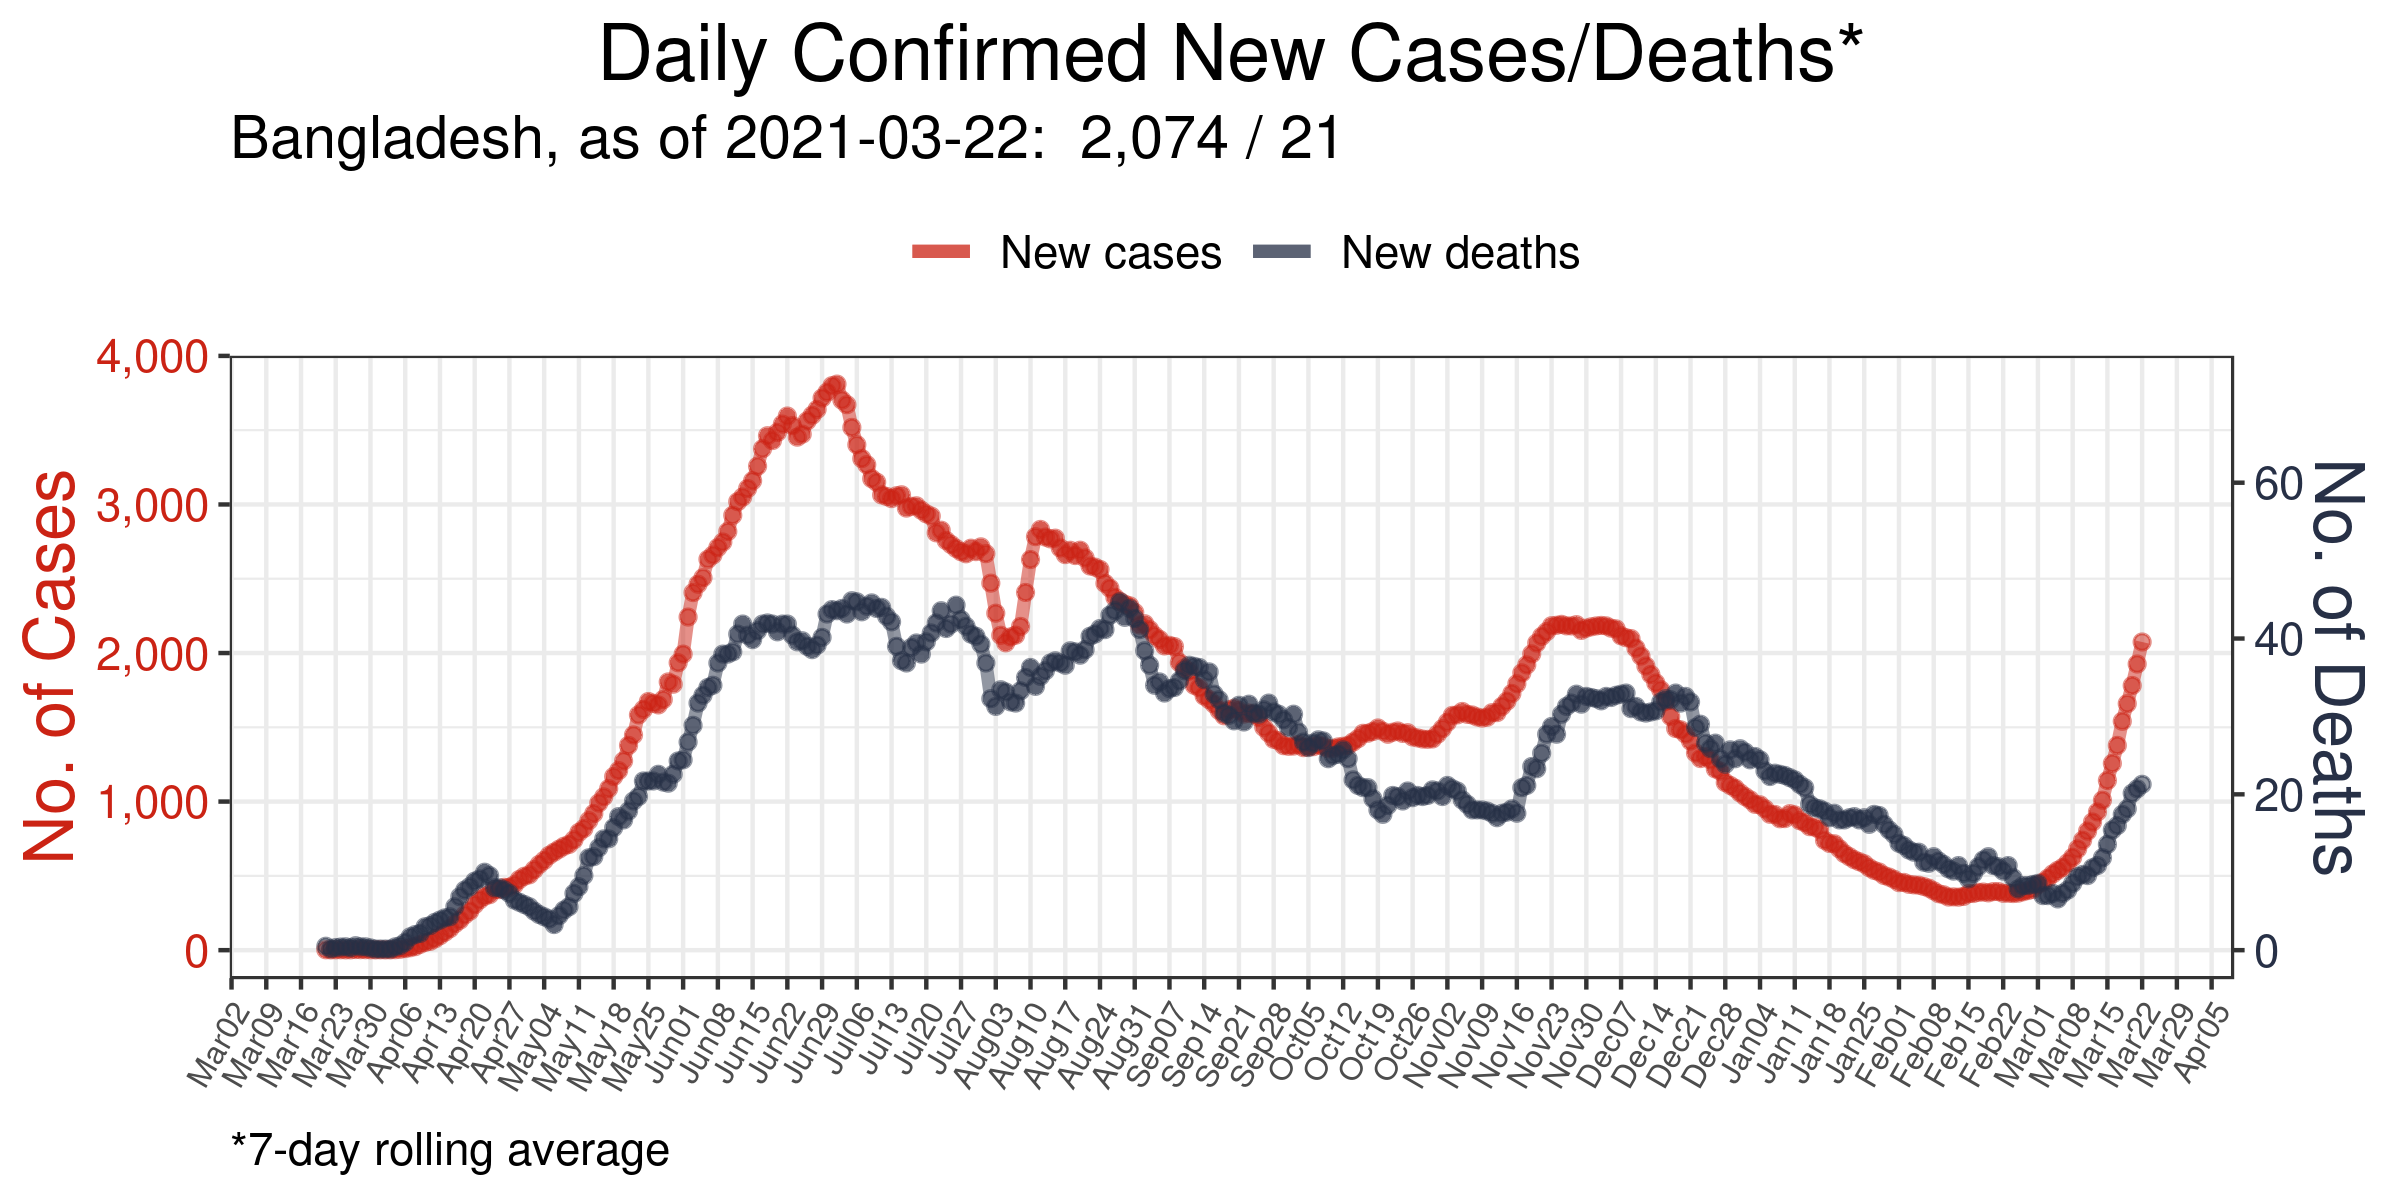 Daily Confirmed New Cases/Deaths*
Bangladesh, as of 2021-03-22:  2,074 / 21
New cases
New deaths
No. of Cases
4,000
3,000
2,000
1,000
0
60
40
20
0
No. of Deaths
Mar02
Mar09
Mar16
Mar23
Mar30
Apr06
Apr13
Apr20
Apr27
May04
May11
May18
May25
Jun01
Jun08
Jun15
Jun22
Jun29
Jul06
Jul13
Jul20
Jul27
Aug03
Aug10
Aug17
Aug24
Aug31
Sep07
Sep14
Sep21
Sep28
Oct05
Oct12
Oct19
Oct26
Nov02
Nov09
Nov16
Nov23
Nov30
Dec07
Dec14
Dec21
Dec28
Jan04
Jan11
Jan18
Jan25
Feb01
Feb08
Feb15
Feb22
Mar01
Mar08
Mar15
Mar22
Mar29
Apr05
*7-day rolling average